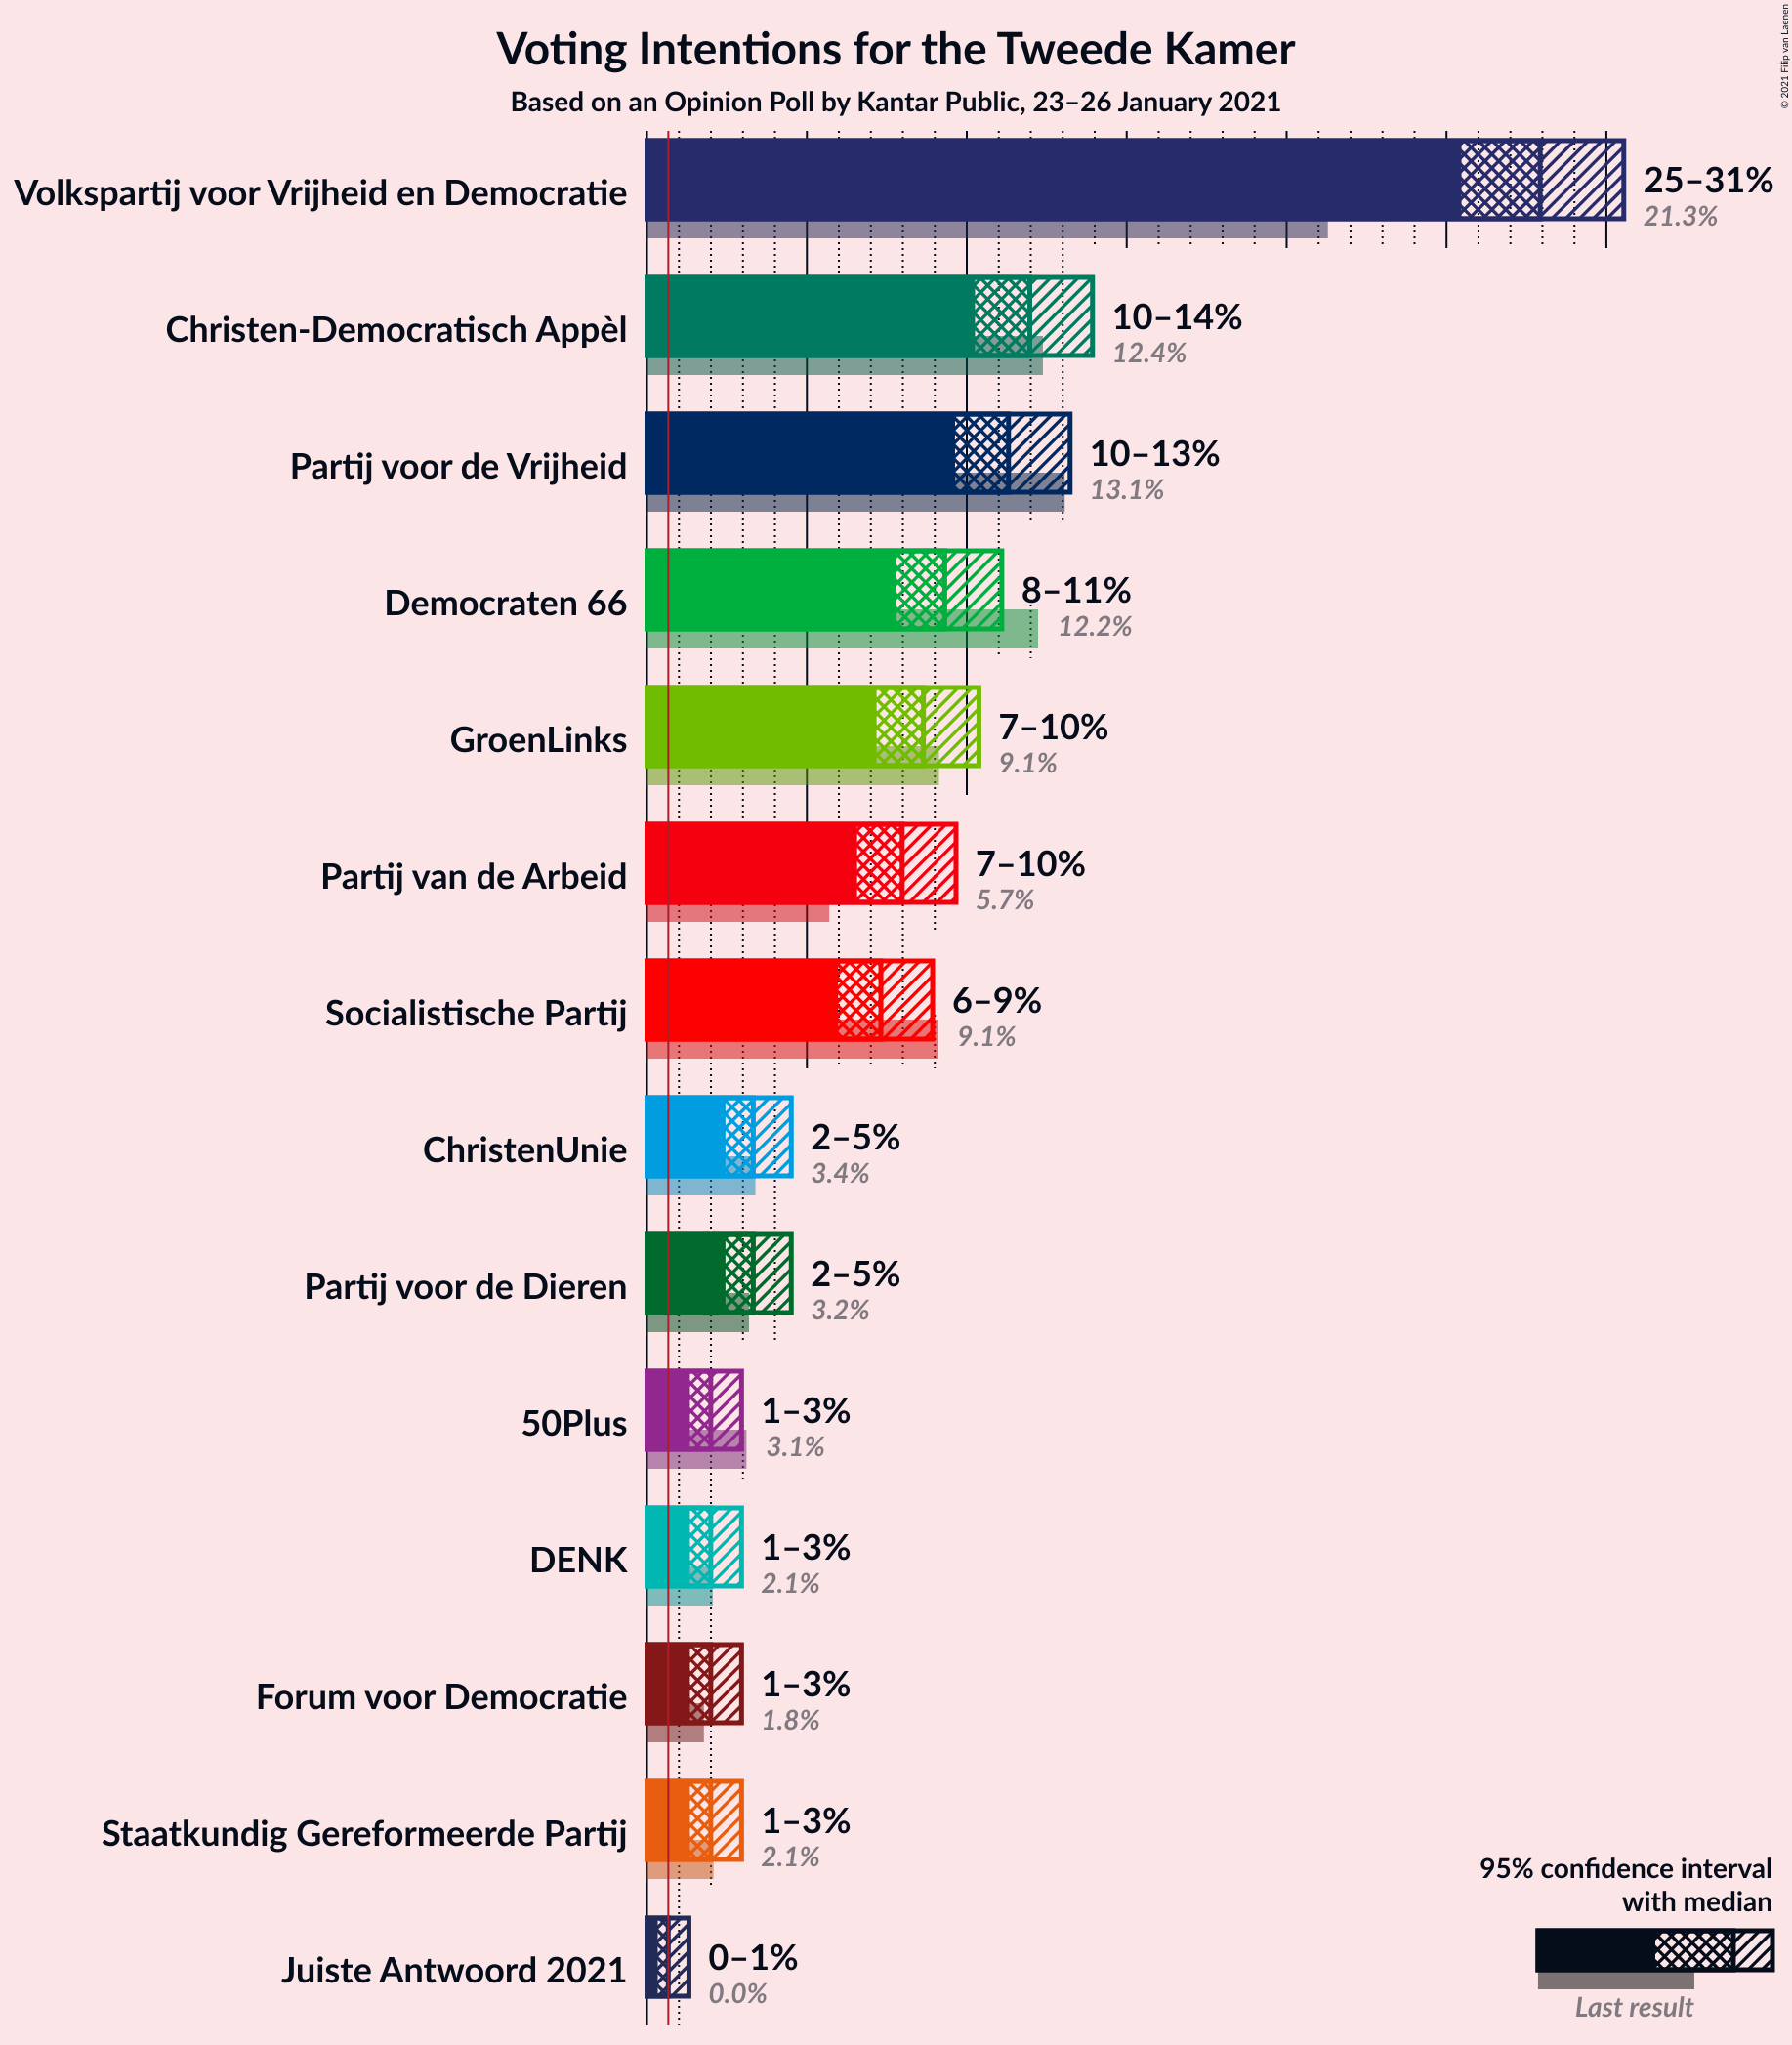 Voting Intentions for the Tweede Kamer
Based on an Opinion Poll by Kantar Public, 23–26 January 2021
© 2021 Filip van Laenen
Volkspartij voor Vrijheid en Democratie
25–31%
21.3%
Christen-Democratisch Appèl
10–14%
12.4%
Partij voor de Vrijheid
10–13%
13.1%
Democraten 66
8–11%
12.2%
GroenLinks
7–10%
9.1%
Partij van de Arbeid
7–10%
5.7%
Socialistische Partij
6–9%
9.1%
ChristenUnie
2–5%
3.4%
Partij voor de Dieren
2–5%
3.2%
50Plus
1–3%
3.1%
DENK
1–3%
2.1%
Forum voor Democratie
1–3%
1.8%
Staatkundig Gereformeerde Partij
1–3%
2.1%
Juiste Antwoord 2021
0–1%
0.0%
95% confidence interval
with median
Last result